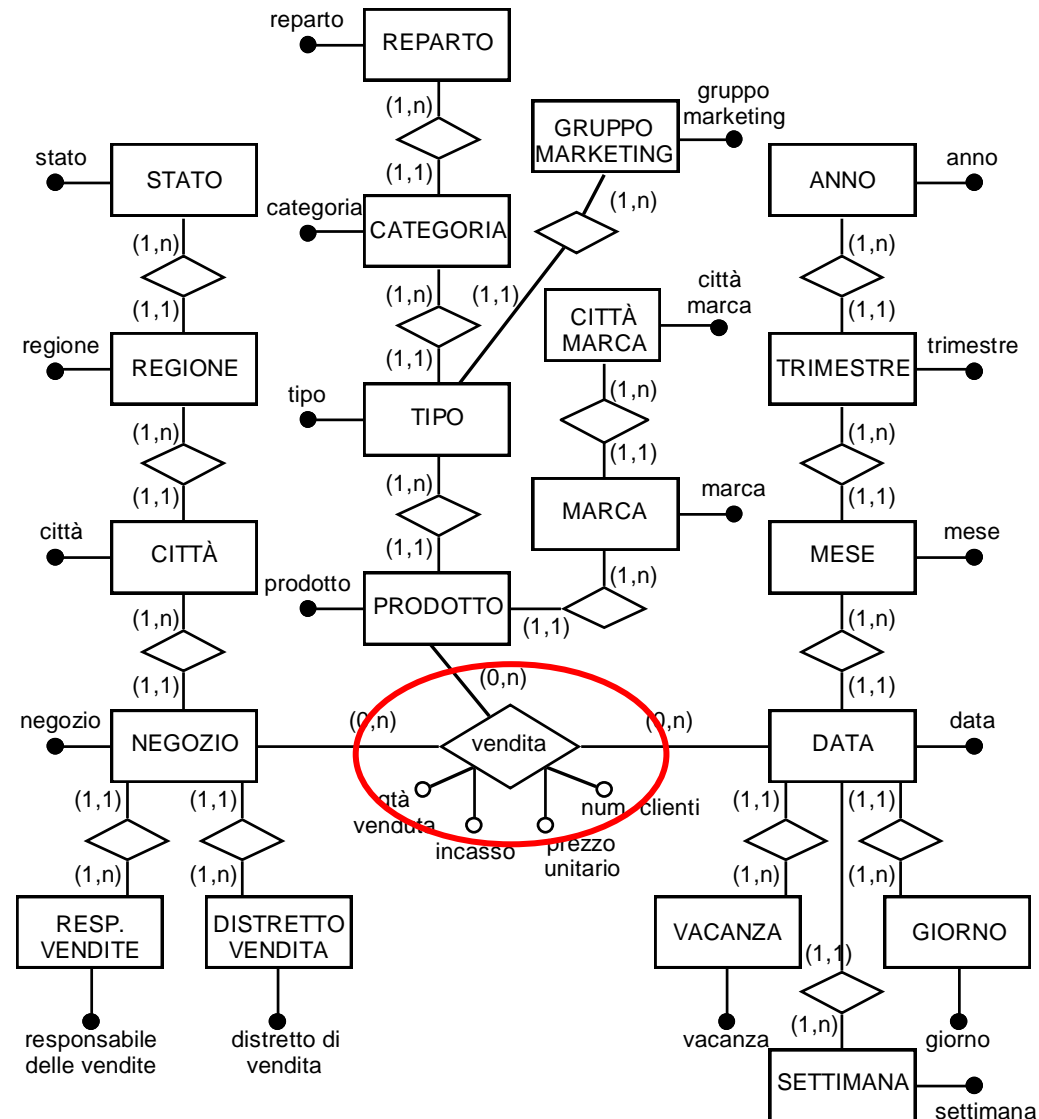 reparto
REPARTO
(1,n)
(1,1)
categoria
CATEGORIA
(1,n)
(1,1)
tipo
TIPO
(1,n)
(1,1)
prodotto
PRODOTTO
(1,1)
(1,n)
(0,n)
gruppo
marketing
GRUPPO
MARKETING
(1,n)
(1,1)
città
marca
CITTÀ
MARCA
(1,n)
(1,1)
marca
MARCA
stato
STATO
(1,n)
(1,1)
regione
REGIONE
(1,n)
(1,1)
città
CITTÀ
(1,n)
(1,1)
negozio
NEGOZIO
(0,n)
(1,1)
(1,1)
(1,n)
(1,n)
RESP.
VENDITE
DISTRETTO
VENDITA
responsabile
delle vendite
distretto di
vendita
vendita
qtà
venduta
incasso
prezzo
unitario
num. clienti
anno
ANNO
(1,n)
(1,1)
trimestre
TRIMESTRE
(1,n)
(1,1)
mese
MESE
(1,n)
(1,1)
(0,n)
data
DATA
(1,1)
(1,1)
(1,n)
(1,n)
VACANZA
GIORNO
(1,1)
(1,n)
vacanza
giorno
SETTIMANA
settimana